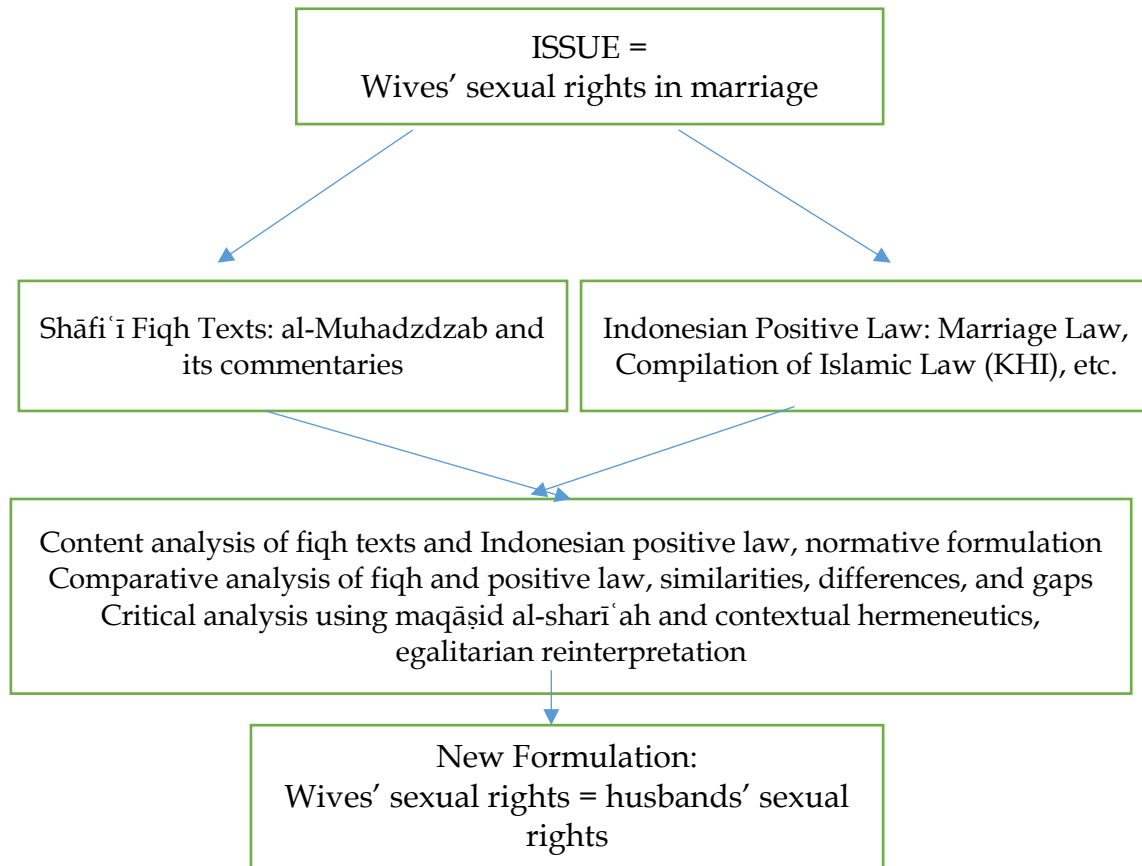 ISSUE =
Wives’ sexual rights in marriage
Shāfiʿī Fiqh Texts: al-Muhadzdzab and
its commentaries
Indonesian Positive Law: Marriage Law,
Compilation of Islamic Law (KHI), etc.
Content analysis of fiqh texts and Indonesian positive law, normative formulation
Comparative analysis of fiqh and positive law, similarities, differences, and gaps
Critical analysis using maqāṣid al-sharīʿah and contextual hermeneutics,
egalitarian reinterpretation
New Formulation:
Wives’ sexual rights = husbands’ sexual
rights